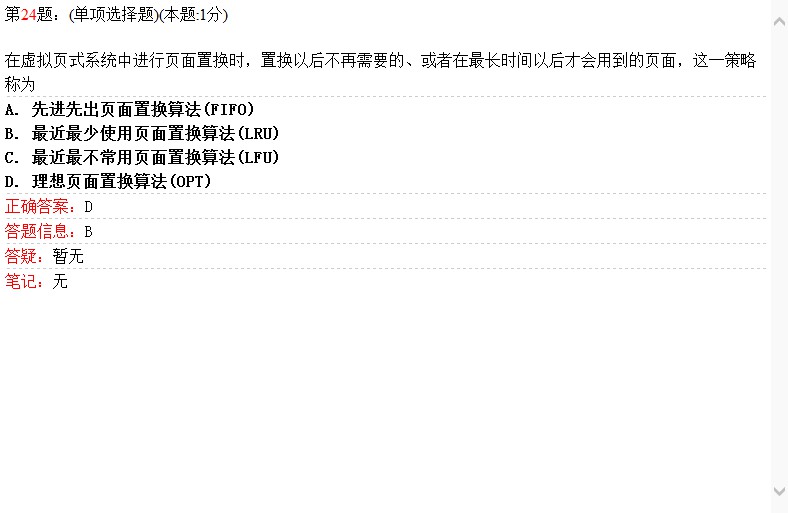 第24题：(单项选择题)(本题:1分)
在虚拟页式系统中进行页面置换时，置换以后不再需要的、或者在最长时间以后才会用到的页面，这一策略
称为
A. 先进先出页面置换算法(FIFO)
B. 最近最少使用页面置换算法(LRU)
C. 最近最不常用页面置换算法(LFU)
D. 理想页面置换算法(OPT)
正确答案：D
答题信息：B
答疑：暂无
笔记：无